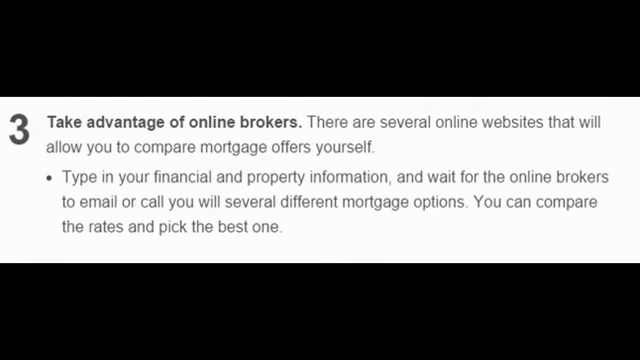 3 Take advantage of online brokers. There are several online websites that will
allow you to compare mortgage offers yourself.
• Type in your financial and property information, and wait for the online brokers
to email or call you will several different mortgage options. You can compare
the rates and pick the best one.